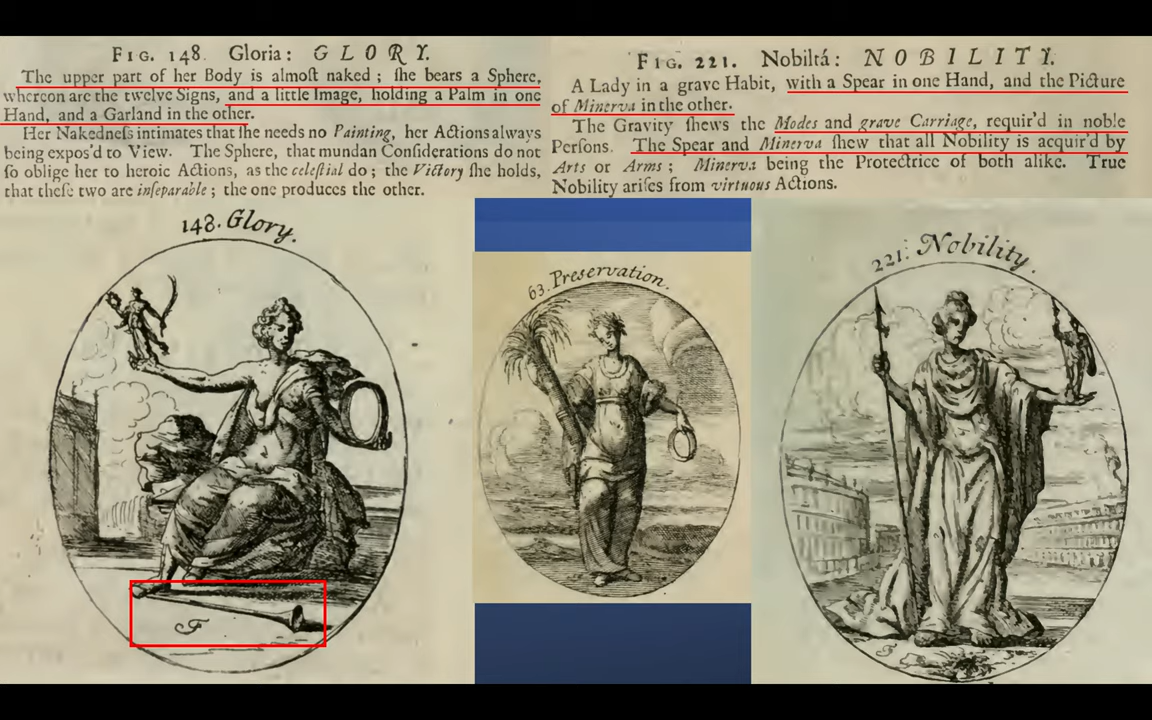 FIG. 148. Gloria: GLORY.
The upper part of her Body is almoſt naked; ſhe bears a Sphere,
whereon are the twelve Signs, and a little Image, holding a Palm in one
Hand, and a Garland in the other.
Her Nakedneſs intimates that ſhe needs no Painting, her Actions always
being expos'd to View. The Sphere, that mundan Conſiderations do not
ſo oblige her to heroic Actions, as the celeſtial do; the Victory ſhe holds,
that theſe two are inſeparable; the one produces the other.
FIG. 221. Nobiltá: NOBILITY.
A Lady in a grave Habit, with a Spear in one Hand, and the Picture
of Minerva in the other.
The Gravity ſhews the Modes and grave Carriage, requir'd in noble
Perſons. The Spear and Minerva ſhew that all Nobility is acquir'd by
Arts or Arms; Minerva being the Protectrice of both alike. True
Nobility ariſes from virtuous Actions.
148. Glory.
63. Preservation.
221: Nobility.
F